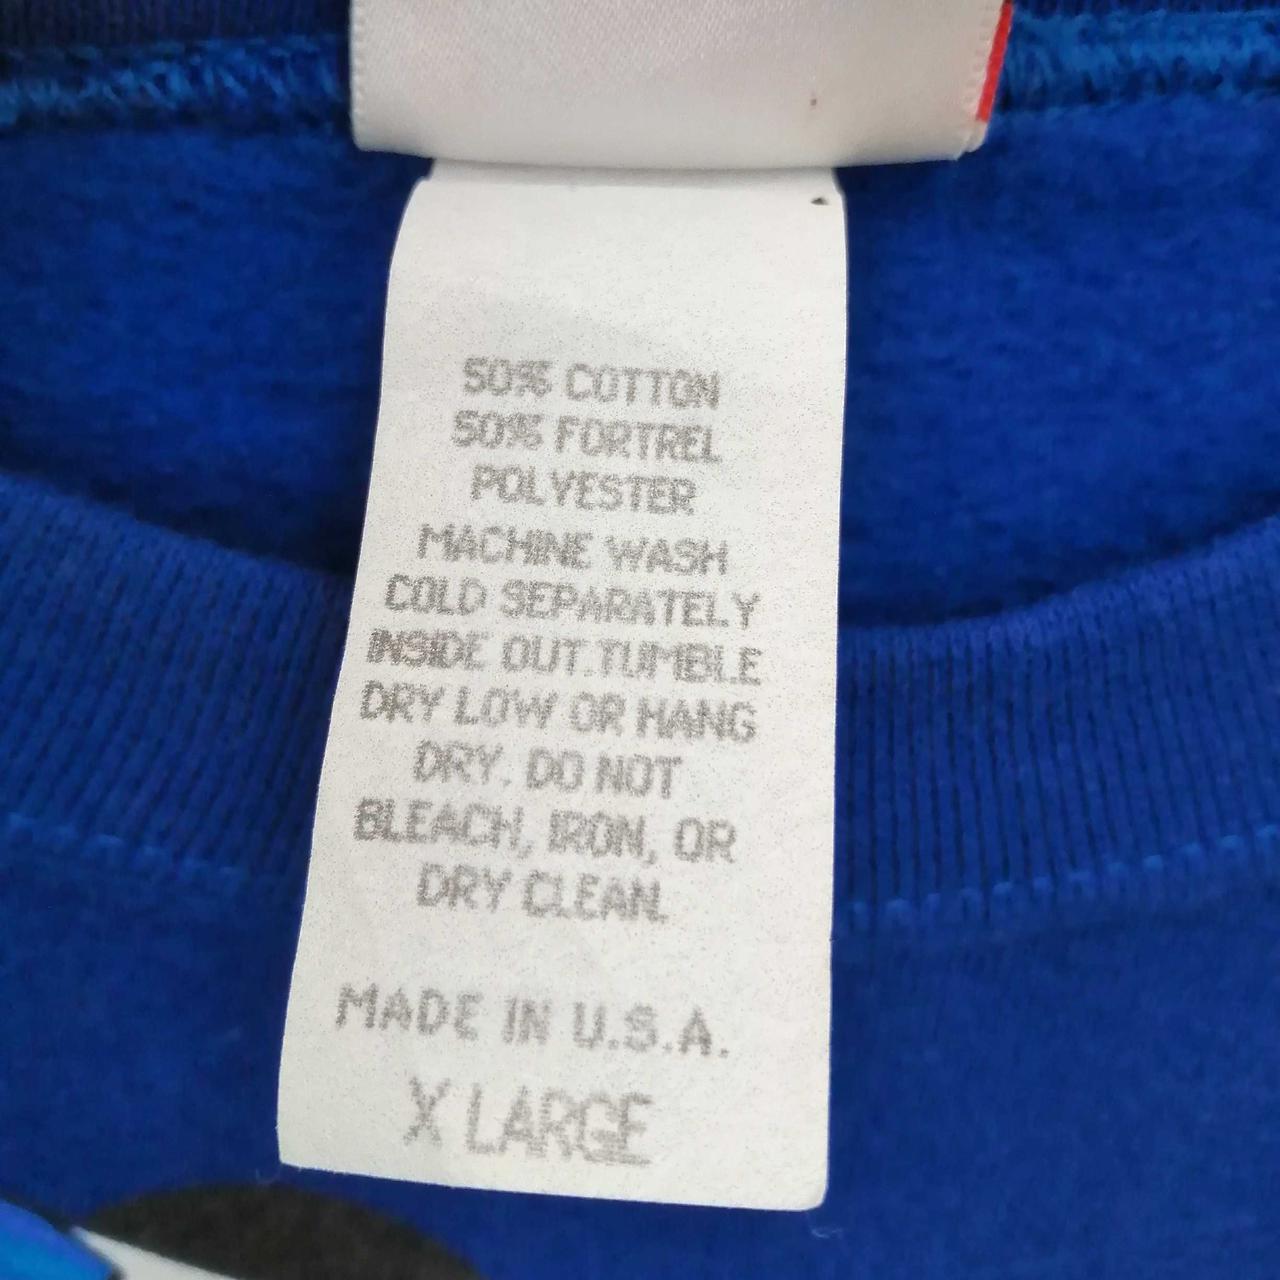 50% COTTON
50% FORTREL
POLYESTER
MACHINE WASH
COLD SEPARATELY
INSIDE OUT.TUMBLE
DRY LOW OR HANG
DRY. DO NOT
BLEACH, IRON, OR
DRY CLEAN.
MADE IN U.S.A.
X LARGE